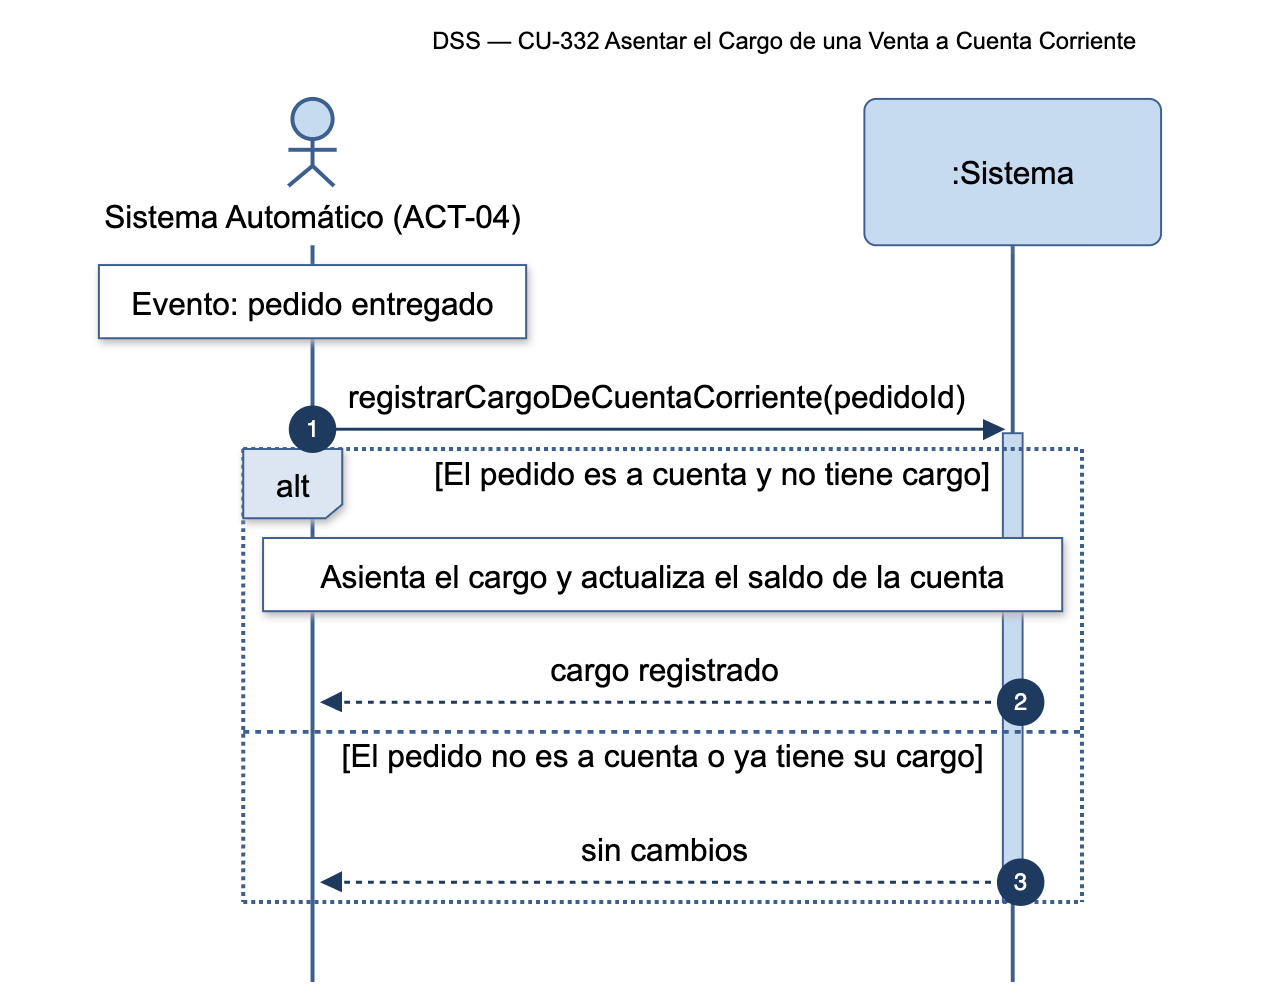 DSS — CU-332 Asentar el Cargo de una Venta a Cuenta Corriente
:Sistema
Sistema Automático (ACT-04)
Evento: pedido entregado
registrarCargoDeCuentaCorriente(pedidoId)
1
alt
[El pedido es a cuenta y no tiene cargo]
Asienta el cargo y actualiza el saldo de la cuenta
cargo registrado
2
[El pedido no es a cuenta o ya tiene su cargo]
sin cambios
3